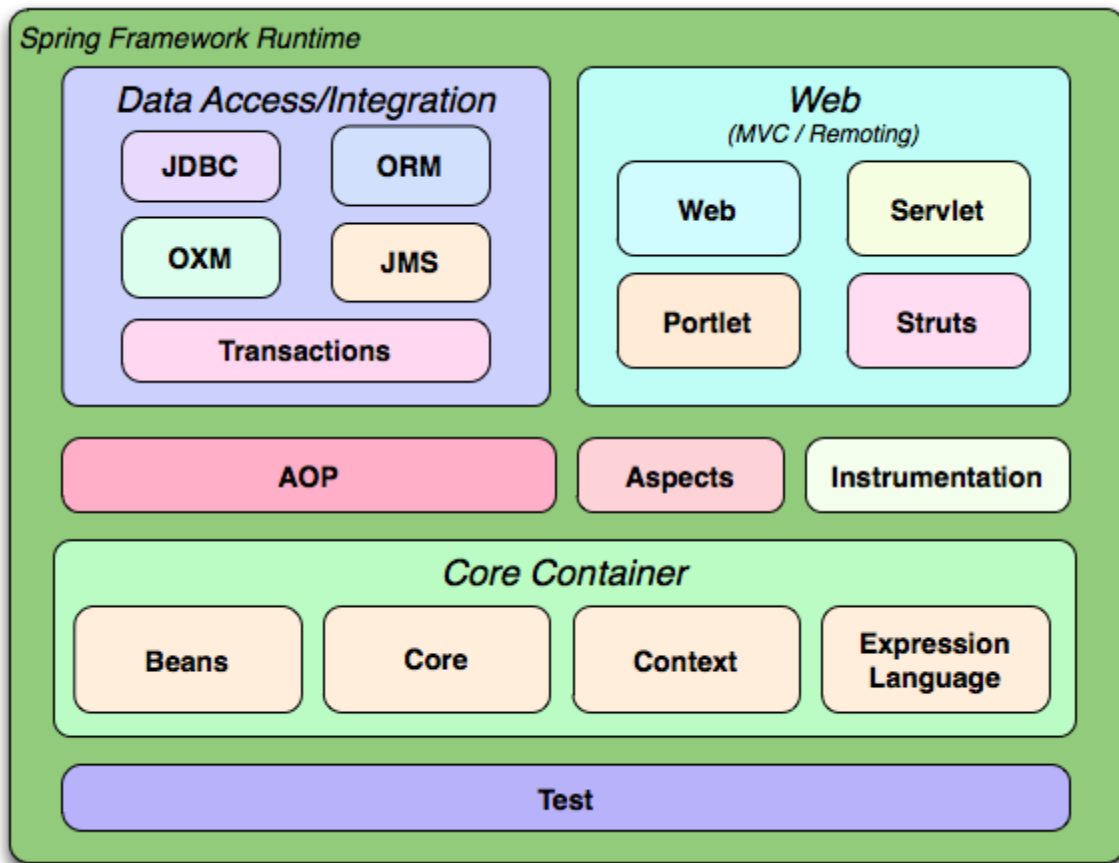 Spring Framework Runtime
Data Access/Integration
JDBC
ORM
OXM
JMS
Transactions
Web
(MVC / Remoting)
Web
Servlet
Portlet
Struts
AOP
Aspects
Instrumentation
Core Container
Beans
Core
Context
Expression
Language
Test